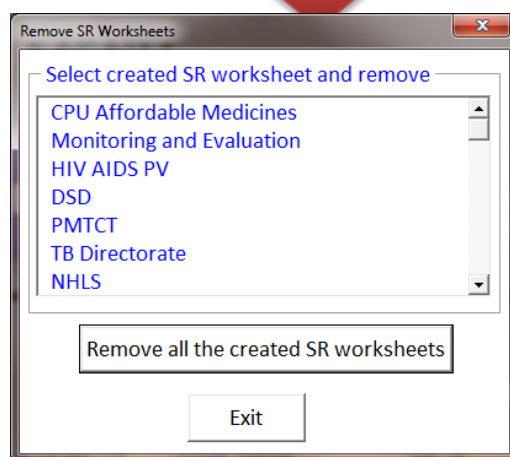 Remove SR Worksheets
x
Select created SR worksheet and remove
CPU Affordable Medicines
Monitoring and Evaluation
HIV AIDS PV
DSD
PMTCT
TB Directorate
NHLS
Remove all the created SR worksheets
Exit